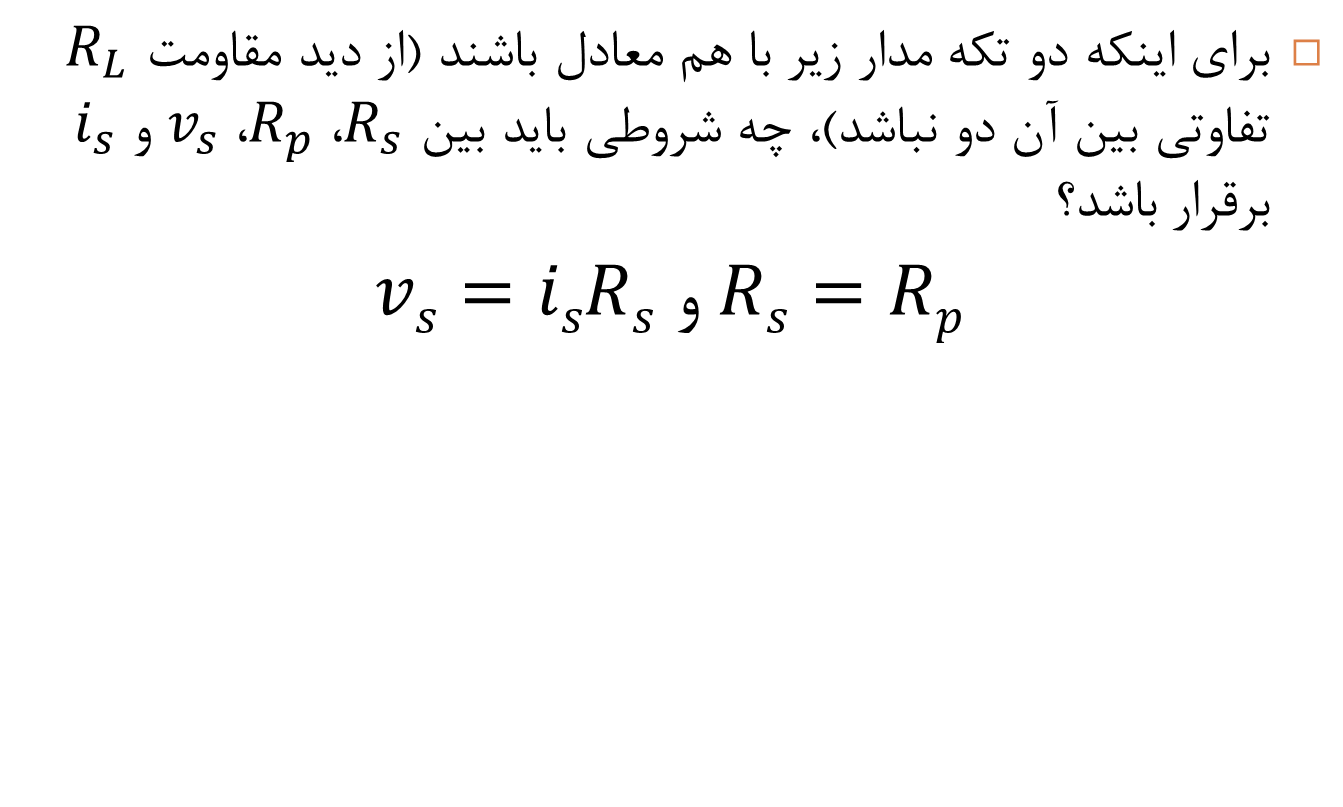 برای اینکه دو تکه مدار زیر با هم معادل باشند (از دید مقاومت R_L
تفاوتی بین آن دو نباشد)، چه شروطی باید بین R_s، R_p، v_s و i_s
برقرار باشد؟
v_s = i_s R_s و R_s = R_p